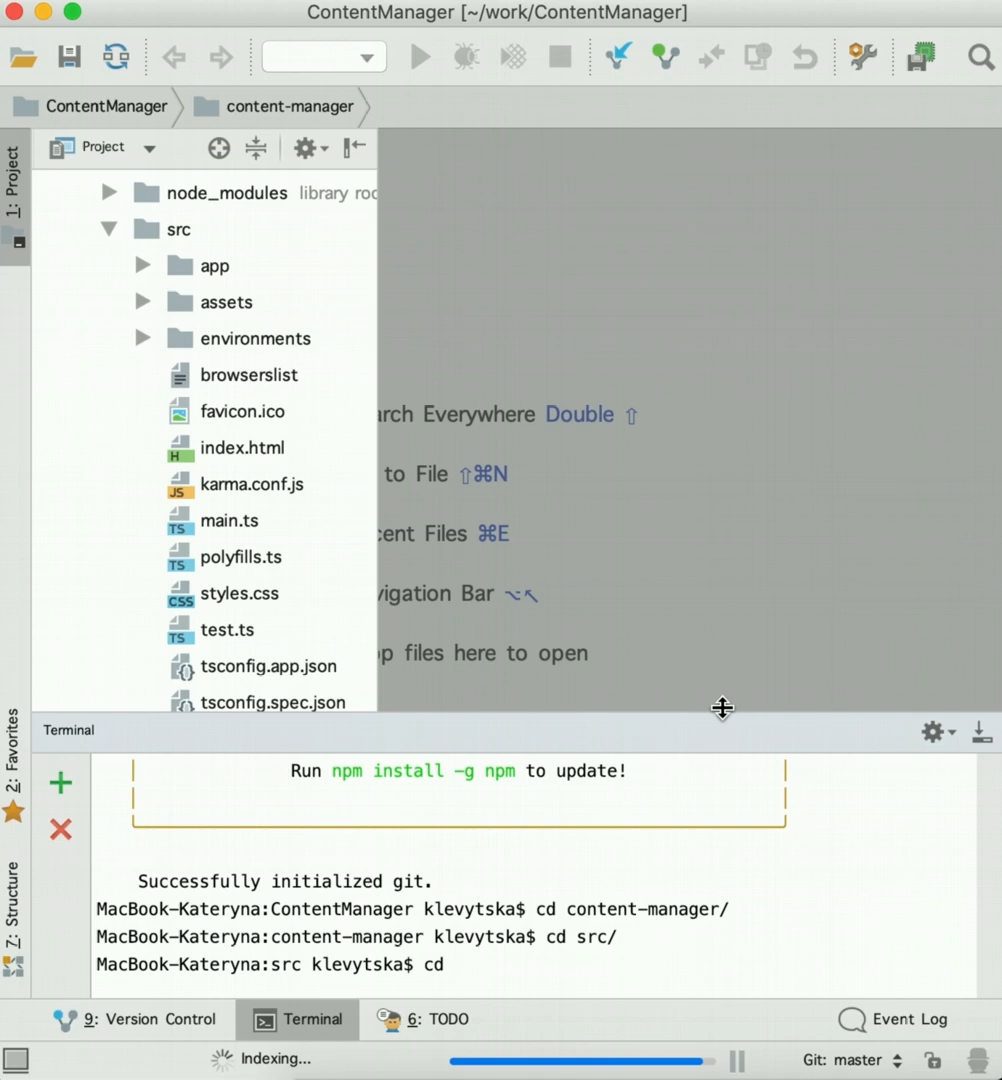 ContentManager [~/work/ContentManager]
ContentManager
content-manager
1: Project
Project
node_modules library roo
src
app
assets
environments
browserslist
favicon.ico
index.html
karma.conf.js
main.ts
polyfills.ts
styles.css
test.ts
tsconfig.app.json
tsconfig.spec.json
H
JS
TS
TS
CSS
TS
arch Everywhere Double ⇧
to File ⇧⌘N
cent Files ⌘E
vigation Bar ⌥↖
op files here to open
2: Favorites
7: Structure
Terminal
Run npm install -g npm to update!
Successfully initialized git.
MacBook-Kateryna:ContentManager klevytska$ cd content-manager/
MacBook-Kateryna:content-manager klevytska$ cd src/
MacBook-Kateryna:src klevytska$ cd
9: Version Control
Terminal
6: TODO
Event Log
Indexing...
Git: master